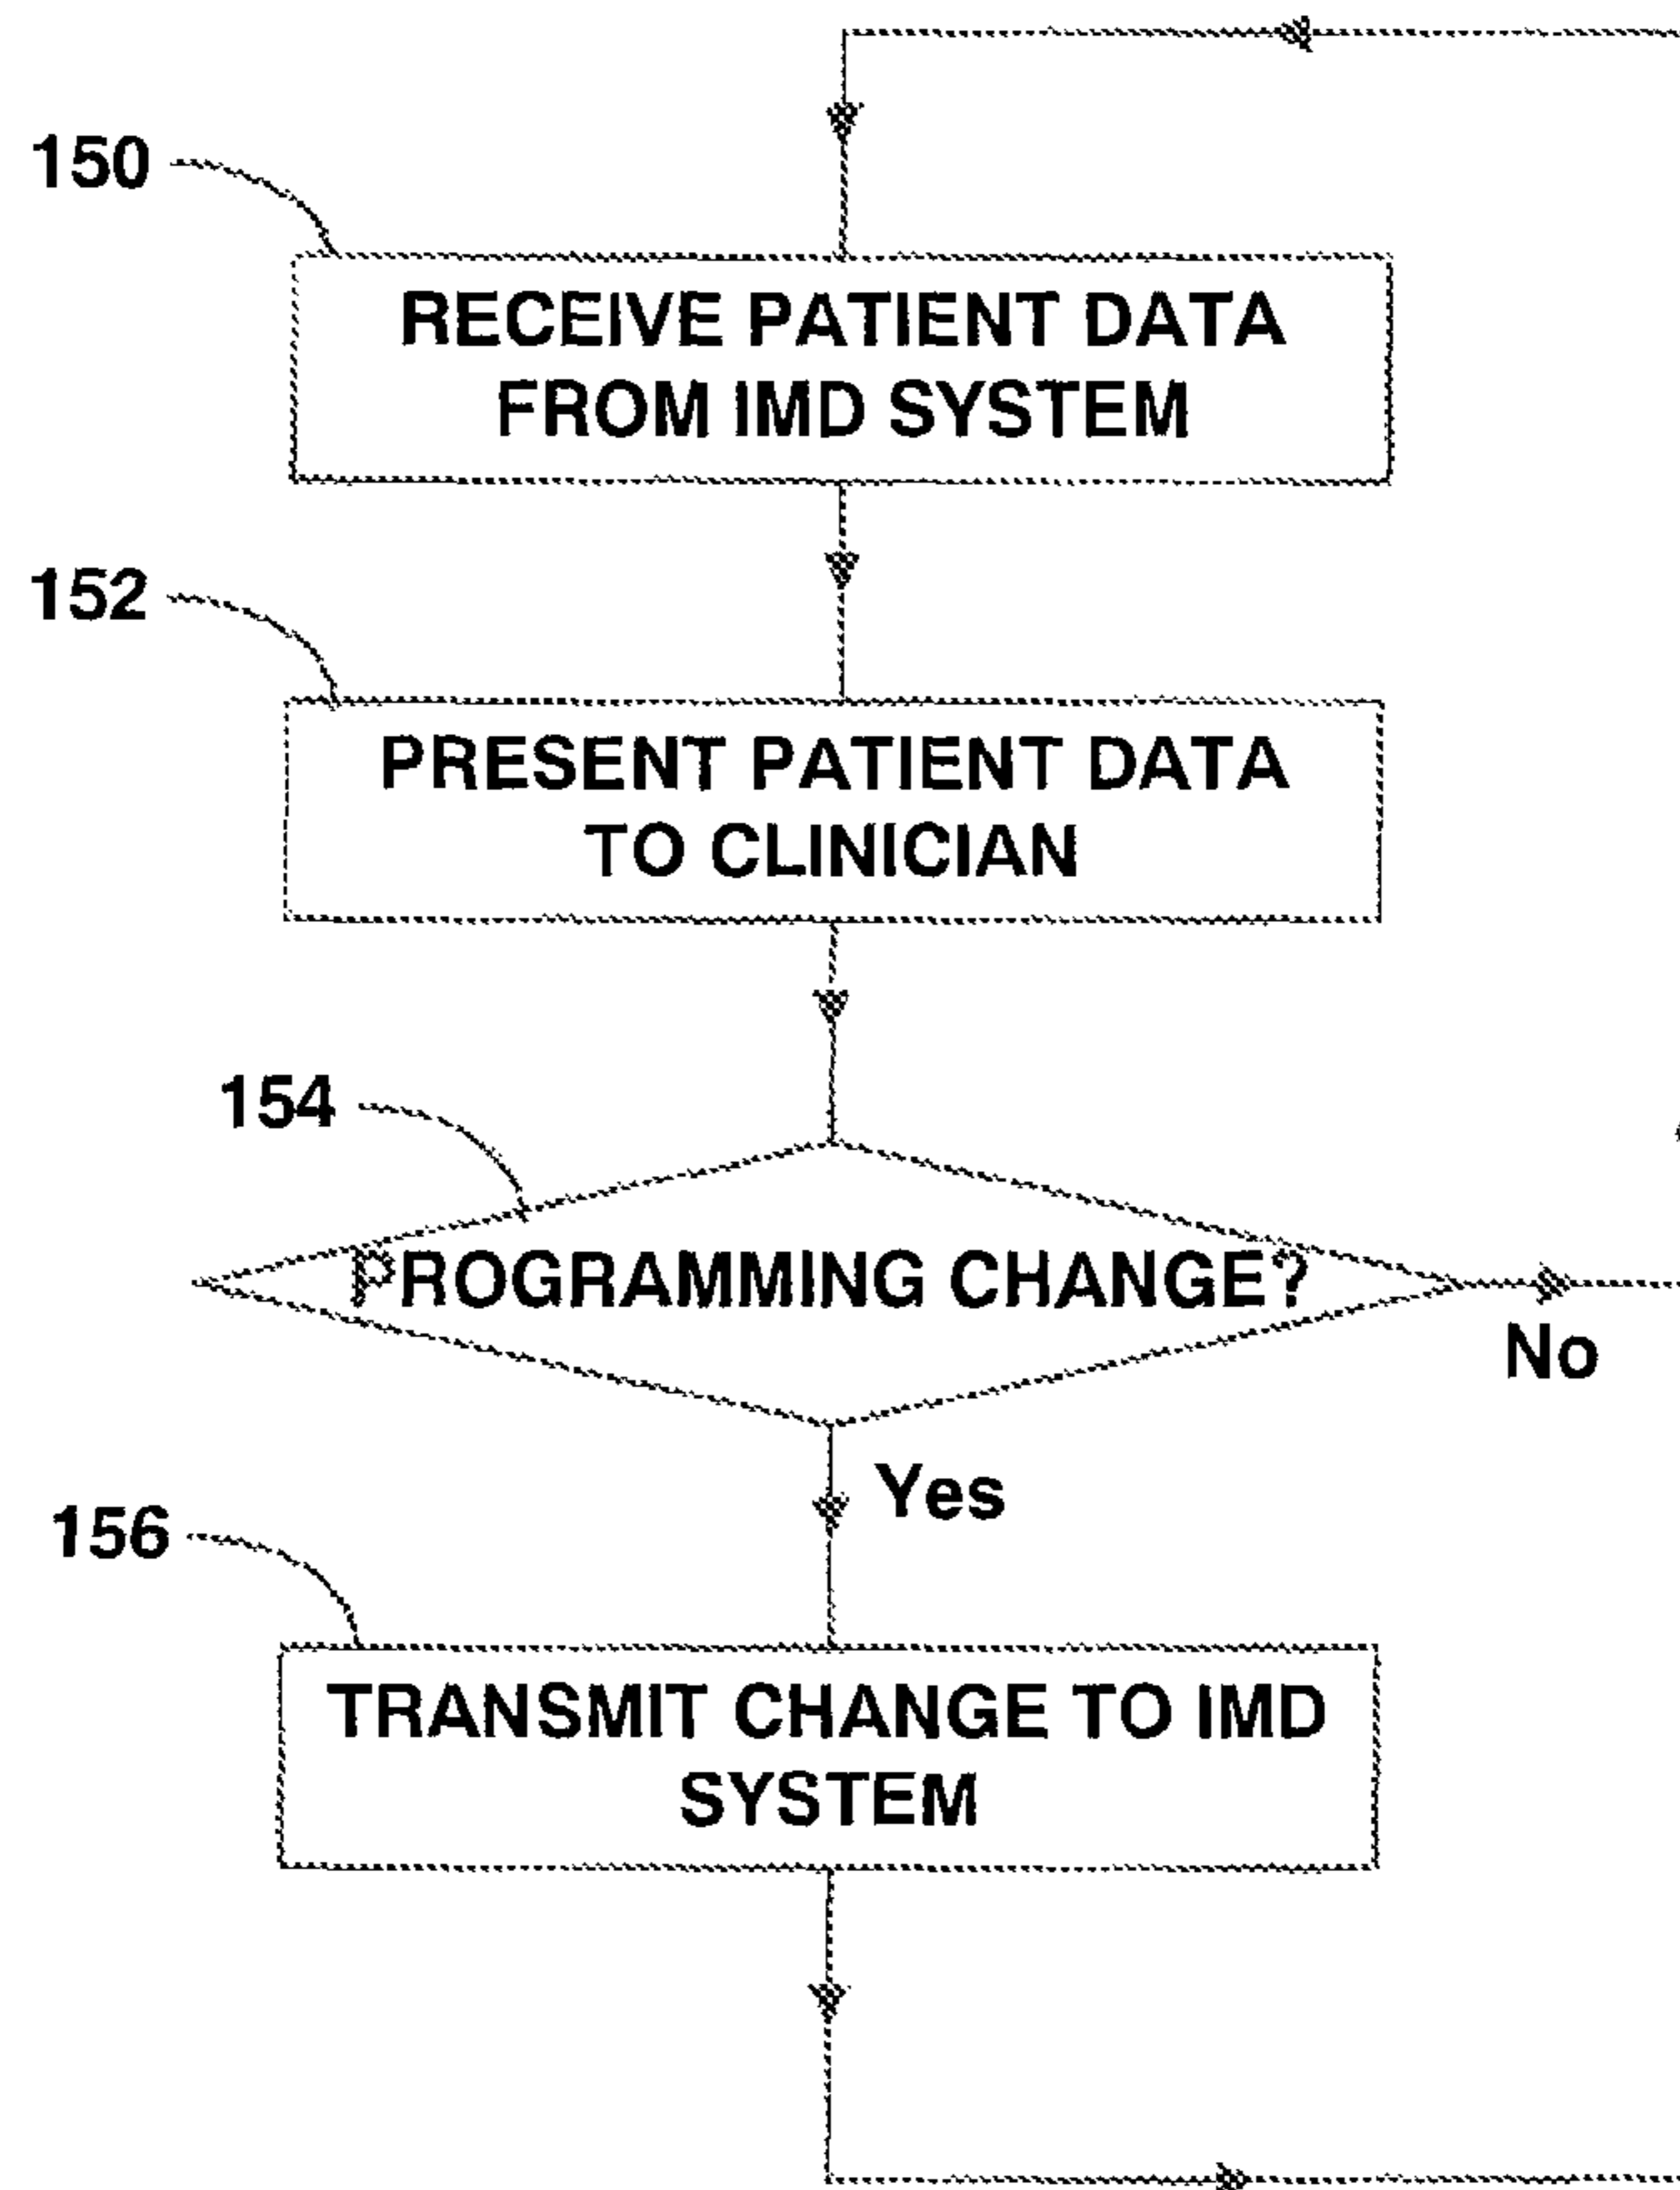 150
RECEIVE PATIENT DATA
FROM IMD SYSTEM
152
PRESENT PATIENT DATA
TO CLINICIAN
154
PROGRAMMING CHANGE?
No
Yes
156
TRANSMIT CHANGE TO IMD
SYSTEM